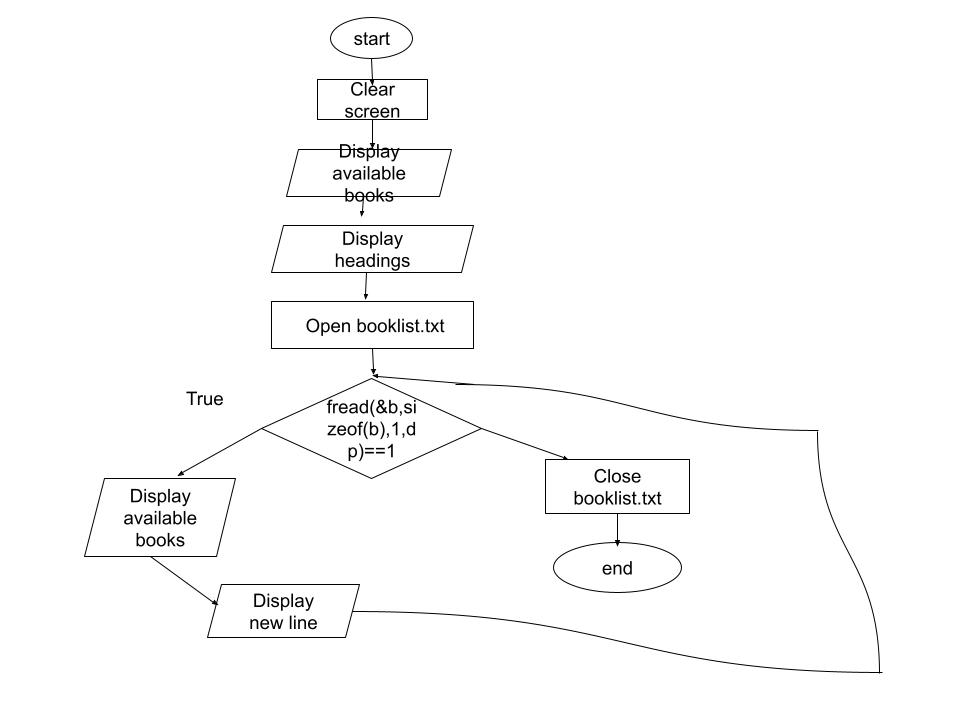 start
Clear
screen
Display
available
books
Display
headings
Open booklist.txt
True
fread(&b,si
zeof(b),1,d
p)==1
Close
booklist.txt
Display
available
books
end
Display
new line